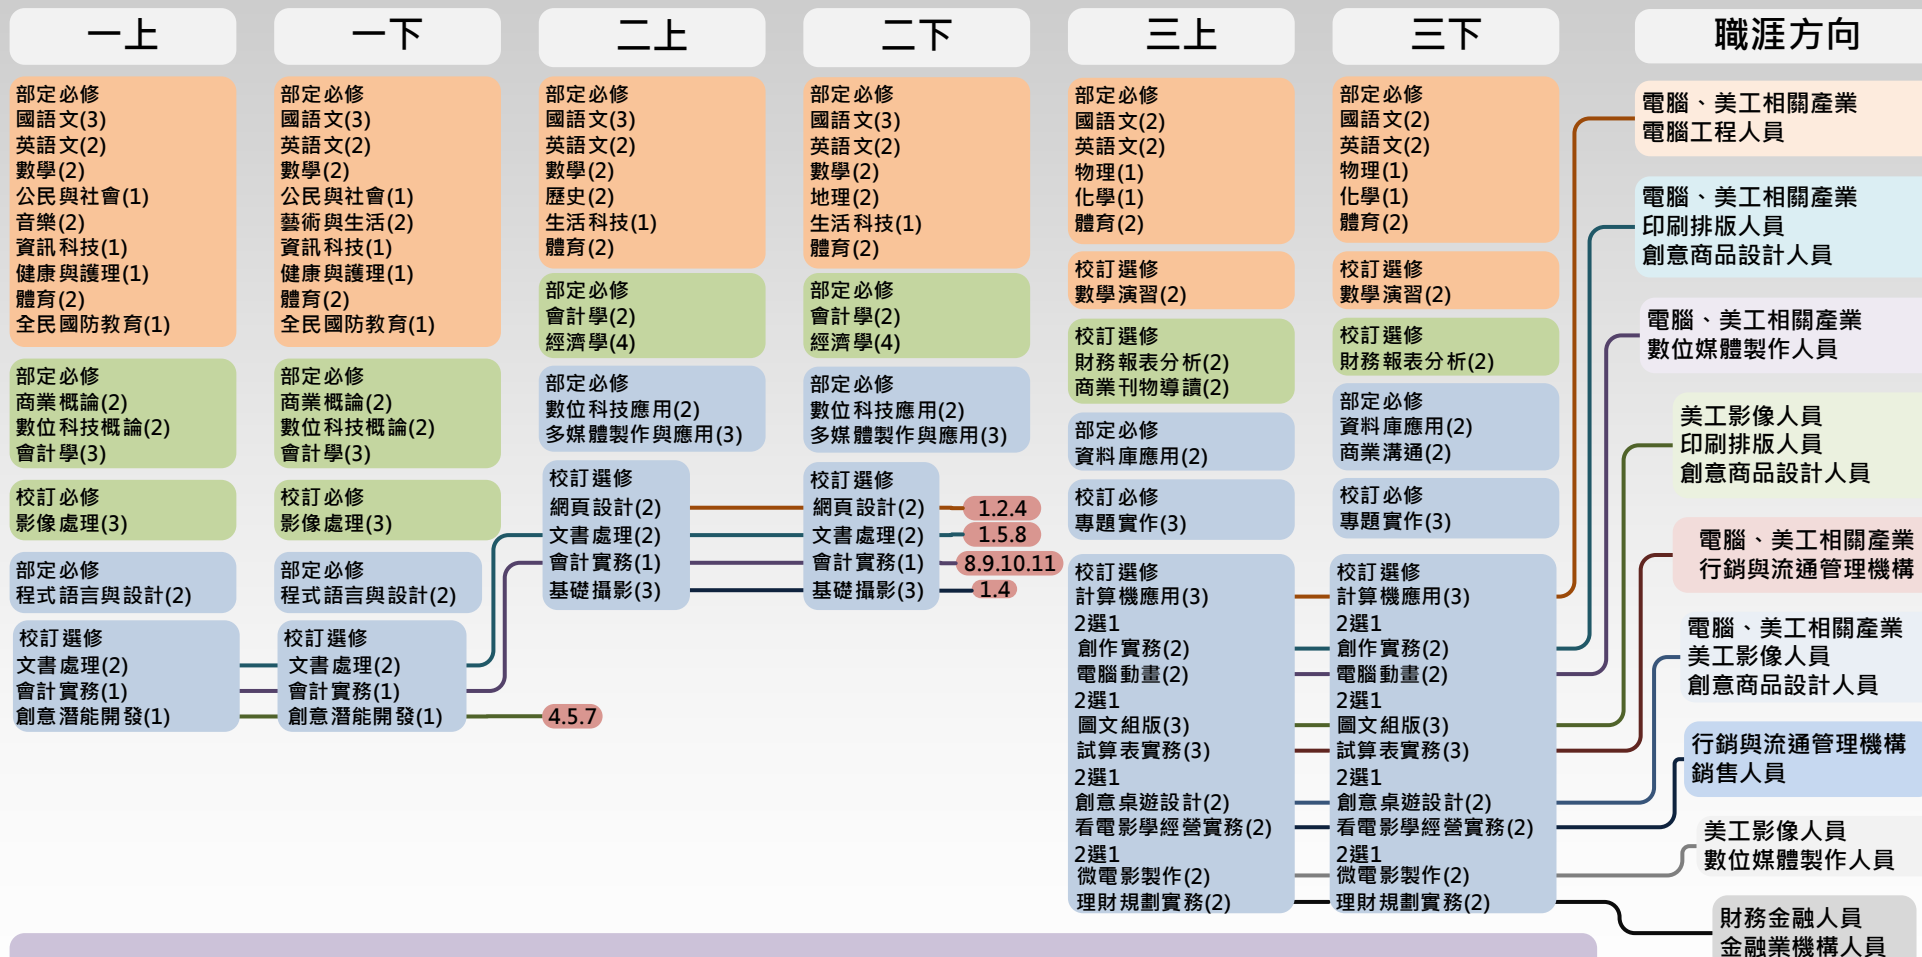 一上
部定必修
國語文(3)
英語文(2)
數學(2)
公民與社會(1)
音樂(2)
資訊科技(1)
健康與護理(1)
體育(2)
全民國防教育(1)
部定必修
商業概論(2)
數位科技概論(2)
會計學(3)
校訂必修
影像處理(3)
部定必修
程式語言與設計(2)
校訂選修
文書處理(2)
會計實務(1)
創意潛能開發(1)
一下
部定必修
國語文(3)
英語文(2)
數學(2)
公民與社會(1)
藝術與生活(2)
資訊科技(1)
健康與護理(1)
體育(2)
全民國防教育(1)
部定必修
商業概論(2)
數位科技概論(2)
會計學(3)
校訂必修
影像處理(3)
部定必修
程式語言與設計(2)
校訂選修
文書處理(2)
會計實務(1)
創意潛能開發(1)
4.5.7
二上
部定必修
國語文(3)
英語文(2)
數學(2)
歷史(2)
生活科技(1)
體育(2)
部定必修
會計學(2)
經濟學(4)
部定必修
數位科技應用(2)
多媒體製作與應用(3)
校訂選修
網頁設計(2)
文書處理(2)
會計實務(1)
基礎攝影(3)
二下
部定必修
國語文(3)
英語文(2)
數學(2)
地理(2)
生活科技(1)
體育(2)
部定必修
會計學(2)
經濟學(4)
部定必修
數位科技應用(2)
多媒體製作與應用(3)
校訂選修
網頁設計(2)
文書處理(2)
會計實務(1)
基礎攝影(3)
1.2.4
1.5.8
8.9.10.11
1.4
三上
部定必修
國語文(2)
英語文(2)
物理(1)
化學(1)
體育(2)
校訂選修
數學演習(2)
校訂選修
財務報表分析(2)
商業刊物導讀(2)
部定必修
資料庫應用(2)
校訂必修
專題實作(3)
校訂選修
計算機應用(3)
2選1
創作實務(2)
電腦動畫(2)
2選1
圖文組版(3)
試算表實務(3)
2選1
創意桌遊設計(2)
看電影學經營實務(2)
2選1
微電影製作(2)
理財規劃實務(2)
三下
部定必修
國語文(2)
英語文(2)
物理(1)
化學(1)
體育(2)
校訂選修
數學演習(2)
校訂選修
財務報表分析(2)
部定必修
資料庫應用(2)
商業溝通(2)
校訂必修
專題實作(3)
校訂選修
計算機應用(3)
2選1
創作實務(2)
電腦動畫(2)
2選1
圖文組版(3)
試算表實務(3)
2選1
創意桌遊設計(2)
看電影學經營實務(2)
2選1
微電影製作(2)
理財規劃實務(2)
職涯方向
電腦、美工相關產業
電腦工程人員
電腦、美工相關產業
印刷排版人員
創意商品設計人員
電腦、美工相關產業
數位媒體製作人員
美工影像人員
印刷排版人員
創意商品設計人員
電腦、美工相關產業
行銷與流通管理機構
電腦、美工相關產業
美工影像人員
創意商品設計人員
行銷與流通管理機構
銷售人員
美工影像人員
數位媒體製作人員
財務金融人員
金融業機構人員